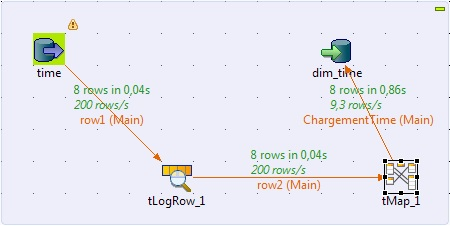 time
dim_time
8 rows in 0,04s
200 rows/s
row1 (Main)
8 rows in 0,86s
9,3 rows/s
ChargementTime (Main)
8 rows in 0,04s
200 rows/s
row2 (Main)
tLogRow_1
tMap_1